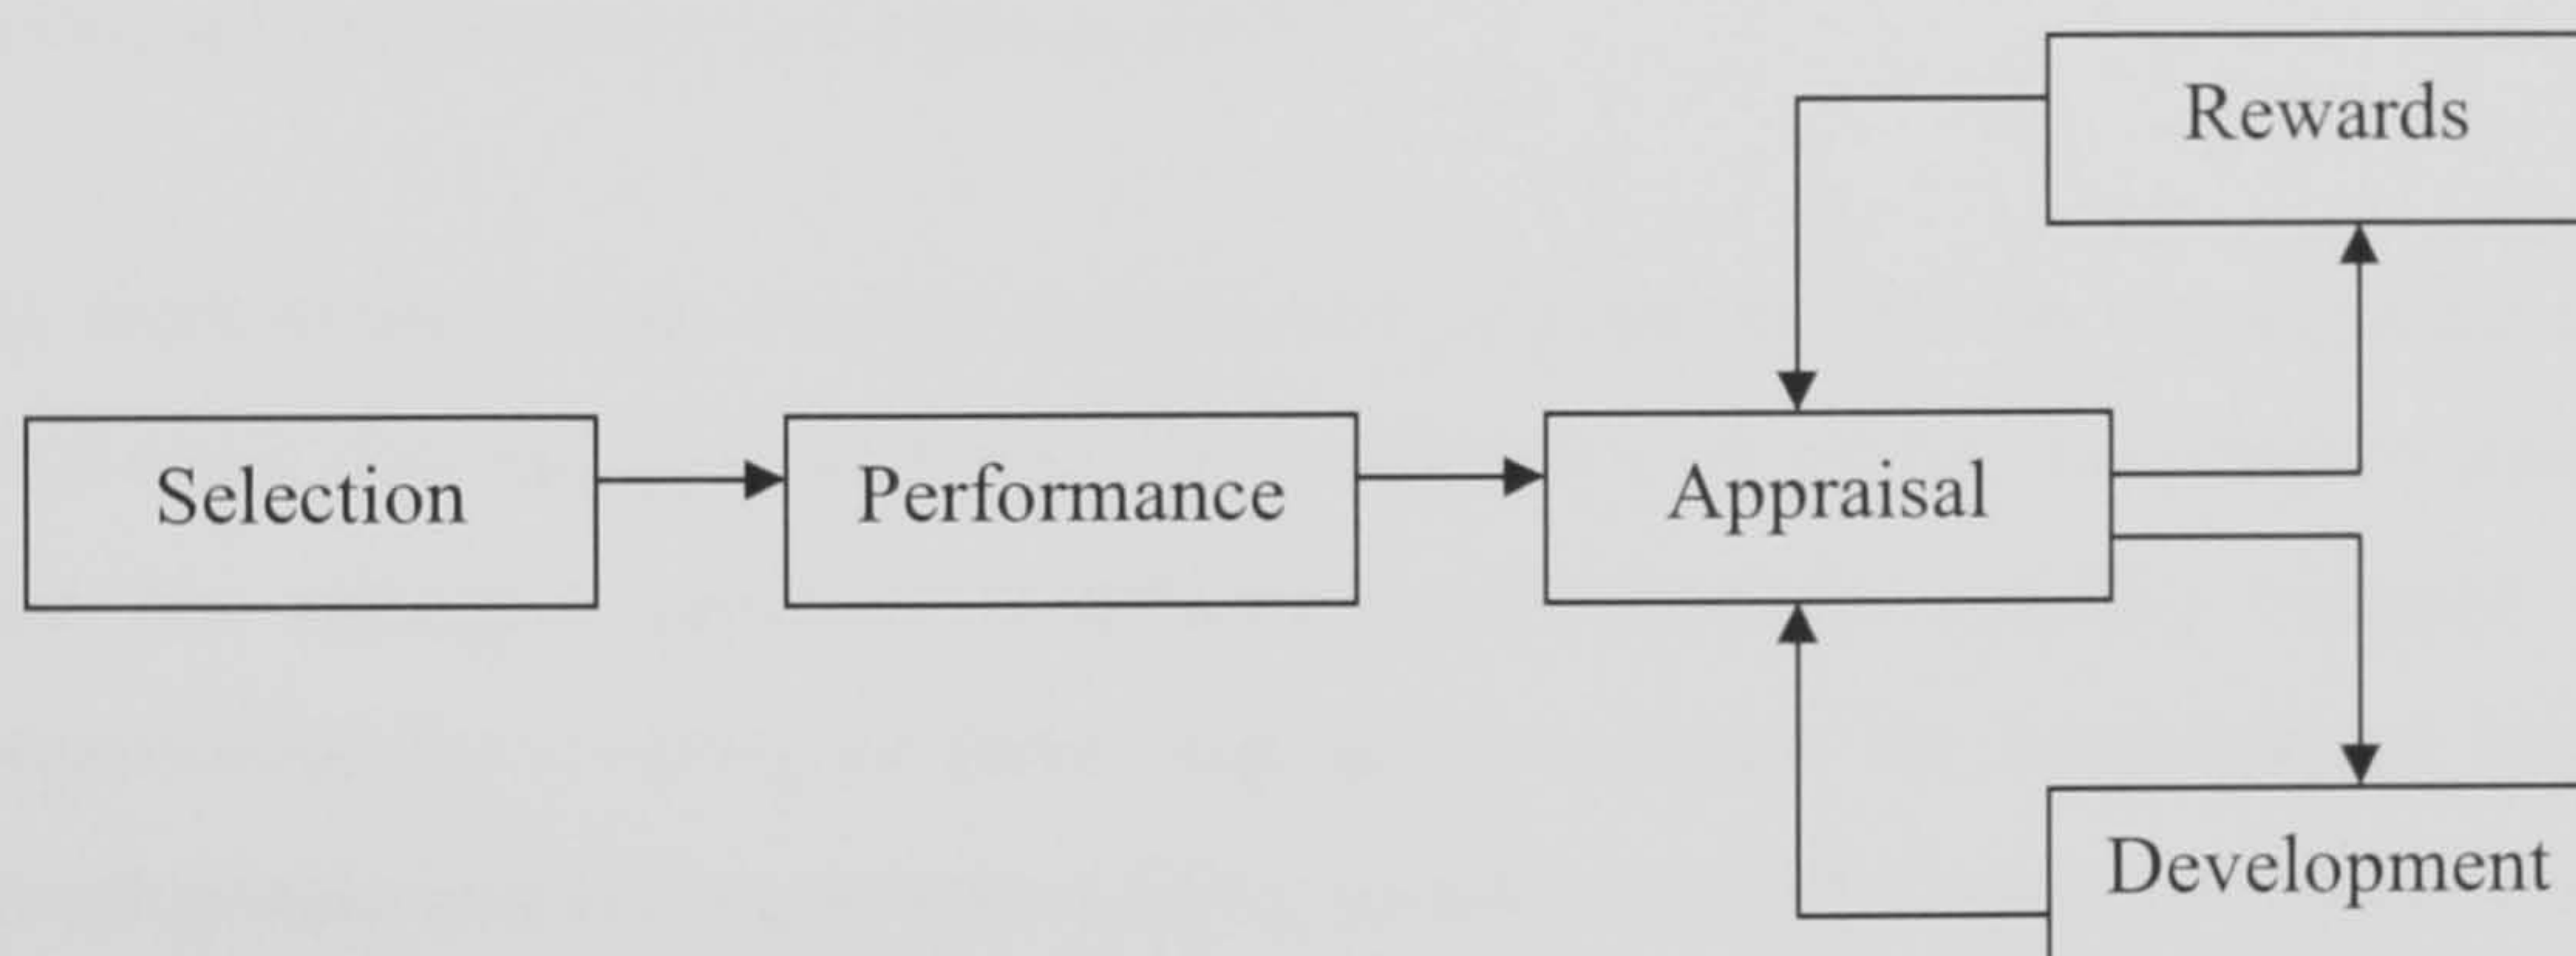 Rewards
Selection
Performance
Appraisal
Development